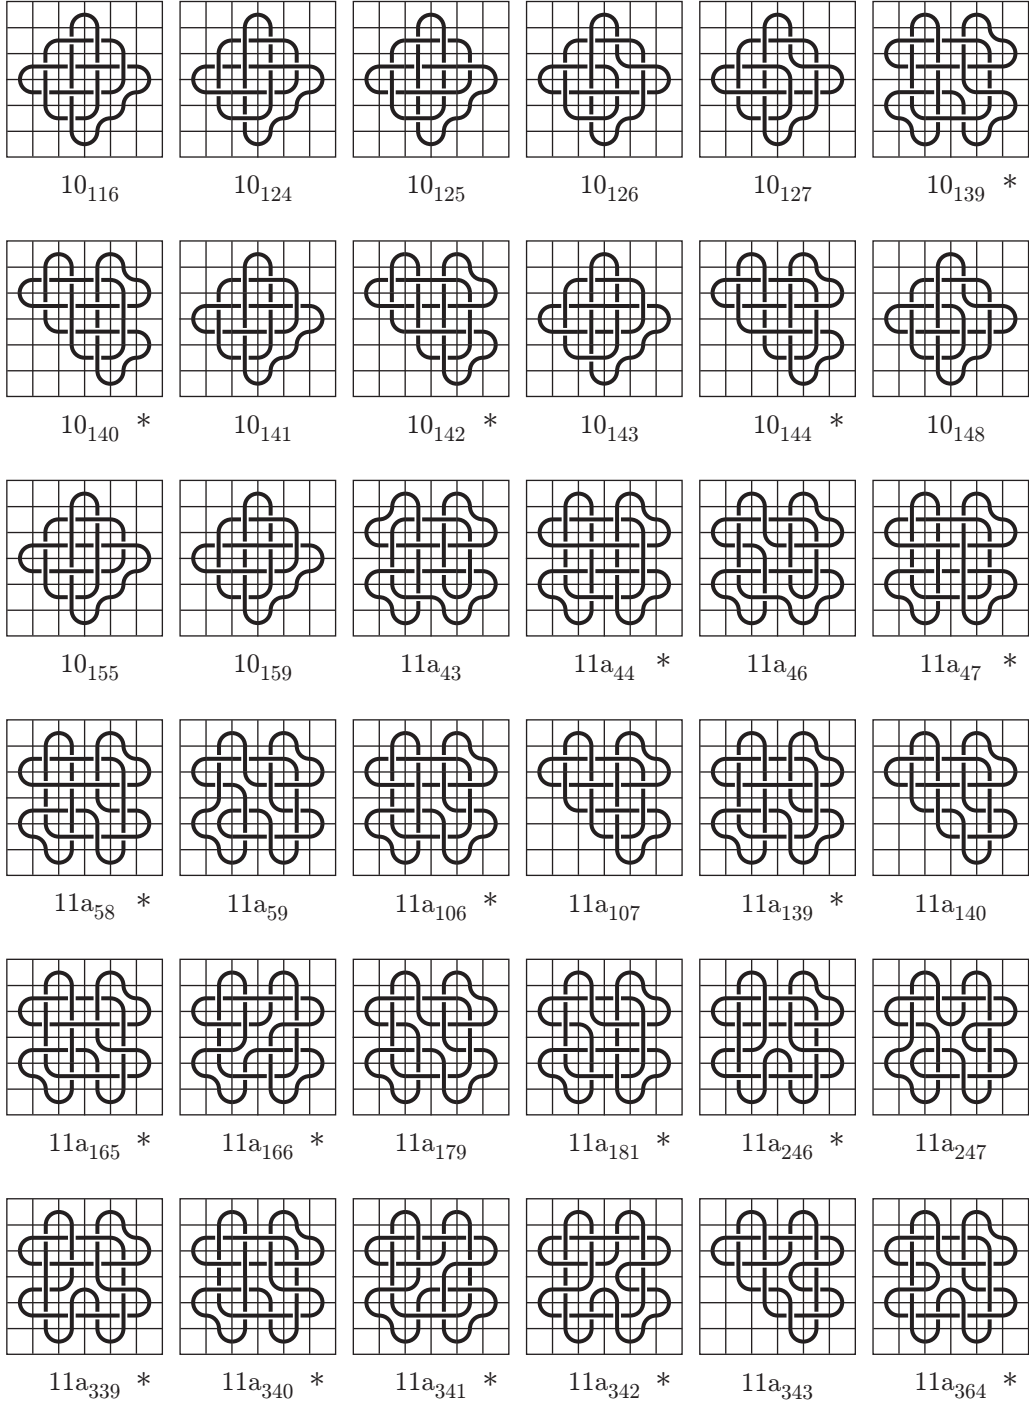 10₁₁₆ 10₁₂₄ 10₁₂₅ 10₁₂₆ 10₁₂₇ 10₁₃₉ *
10₁₄₀ * 10₁₄₁ 10₁₄₂ * 10₁₄₃ 10₁₄₄ * 10₁₄₈
10₁₅₅ 10₁₅₉ 11a₄₃ 11a₄₄ * 11a₄₆ 11a₄₇ *
11a₅₈ * 11a₅₉ 11a₁₀₆ * 11a₁₀₇ 11a₁₃₉ * 11a₁₄₀
11a₁₆₅ * 11a₁₆₆ * 11a₁₇₉ 11a₁₈₁ * 11a₂₄₆ * 11a₂₄₇
11a₃₃₉ * 11a₃₄₀ * 11a₃₄₁ * 11a₃₄₂ * 11a₃₄₃ 11a₃₆₄ *